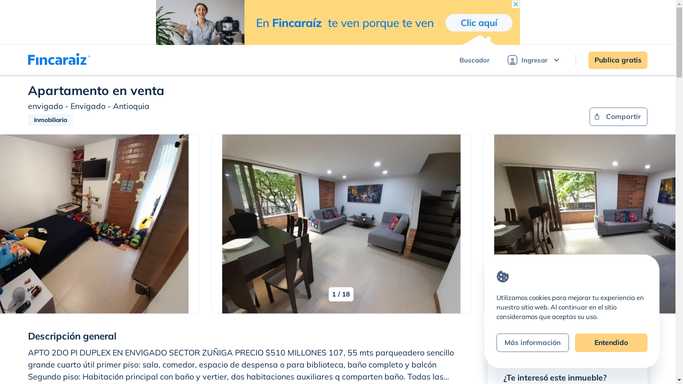 En Fincaraíz te ven porque te ven
Clic aquí
Fincaraiz
Buscador
Ingresar
Publica gratis
Apartamento en venta
envigado - Envigado - Antioquia
Inmobiliaria
Compartir
1 / 18
Utilizamos cookies para mejorar tu experiencia en
nuestro sitio web. Al continuar en el sitio
consideramos que aceptas su uso.
Más información
Entendido
Descripción general
APTO 2DO PI DUPLEX EN ENVIGADO SECTOR ZUÑIGA PRECIO $510 MILLONES 107, 55 mts parqueadero sencillo
grande cuarto útil primer piso: sala, comedor, espacio de despensa o para biblioteca, baño completo y balcón
Segundo piso: Habitación principal con baño y vertier, dos habitaciones auxiliares q comparten baño. Todas las...
¿Te interesó este inmueble?